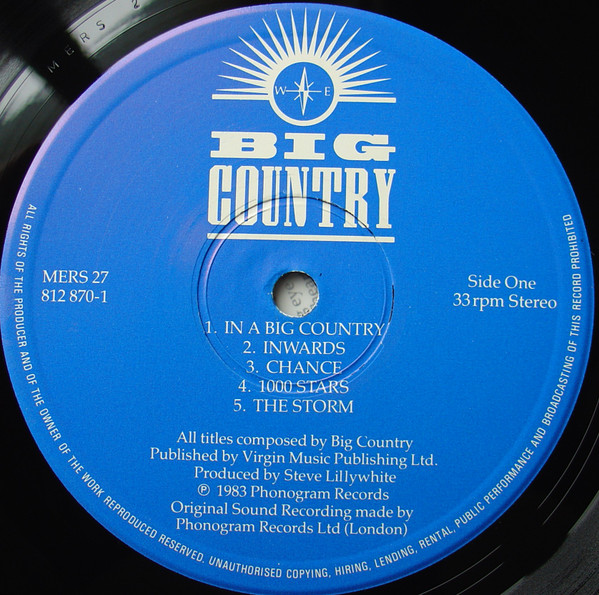 MERS 2
W E
BIG
COUNTRY
MERS 27
812 870-1
Side One
33 rpm Stereo
1. IN A BIG COUNTRY
2. INWARDS
3. CHANCE
4. 1000 STARS
5. THE STORM
All titles composed by Big Country
Published by Virgin Music Publishing Ltd.
Produced by Steve Lillywhite
℗ 1983 Phonogram Records
Original Sound Recording made by
Phonogram Records Ltd (London)
ALL RIGHTS OF THE PRODUCER AND OF THE OWNER OF THE WORK REPRODUCED RESERVED. UNAUTHORISED COPYING, HIRING, LENDING, RENTAL, PUBLIC PERFORMANCE AND BROADCASTING OF THIS RECORD PROHIBITED